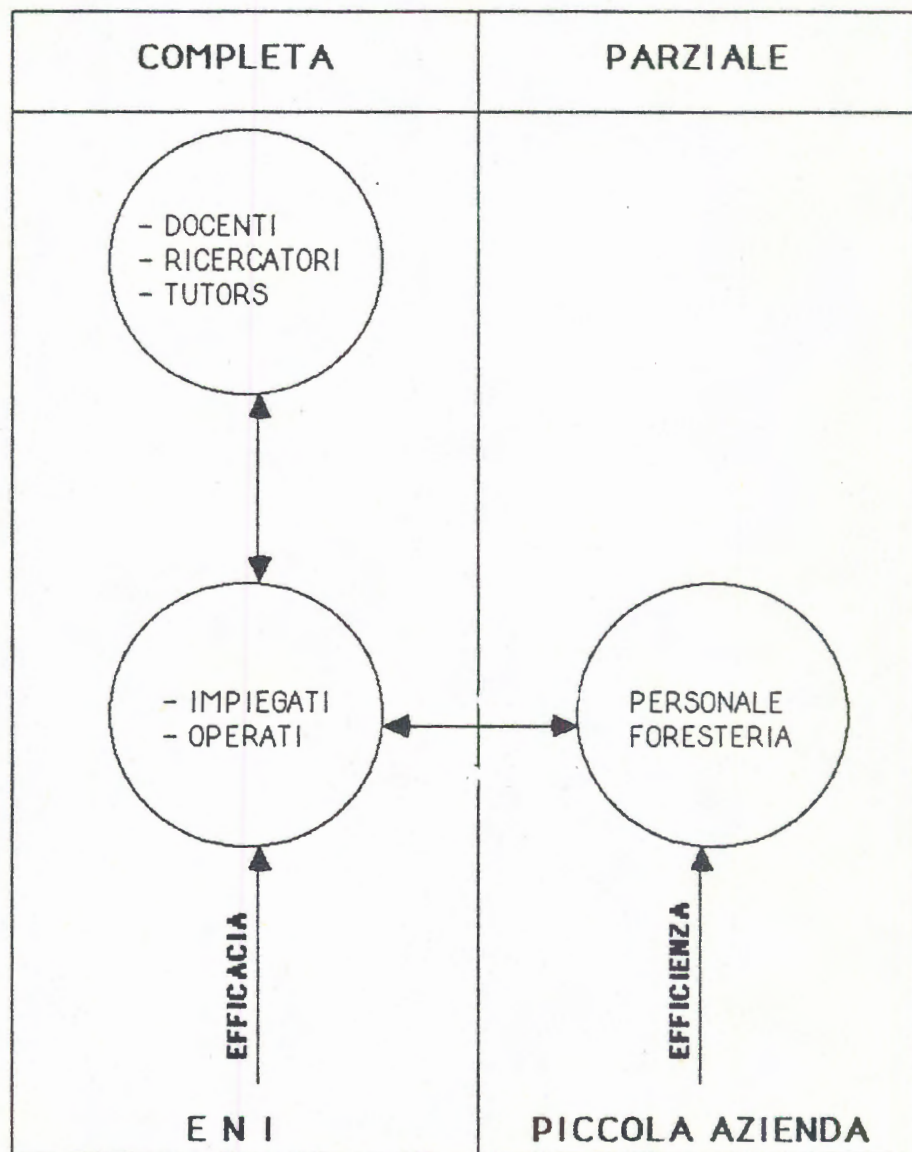 COMPLETA
PARZIALE
- DOCENTI
- RICERCATORI
- TUTORS
- IMPIEGATI
- OPERATI
PERSONALE
FORESTERIA
EFFICACIA
EFFICIENZA
E N I
PICCOLA AZIENDA